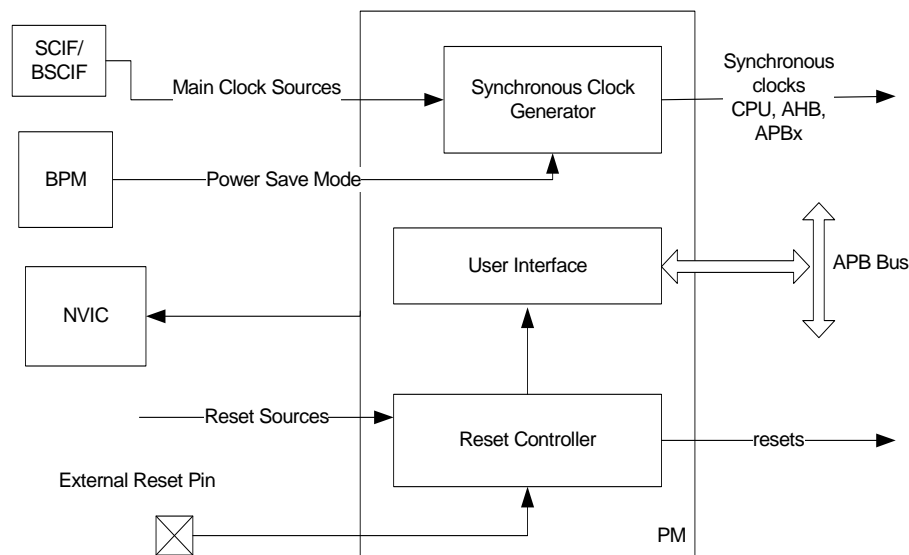 SCIF/
BSCIF
Main Clock Sources
Synchronous Clock
Generator
Synchronous
clocks
CPU, AHB,
APBx
BPM
Power Save Mode
User Interface
APB Bus
NVIC
Reset Sources
Reset Controller
resets
External Reset Pin
PM